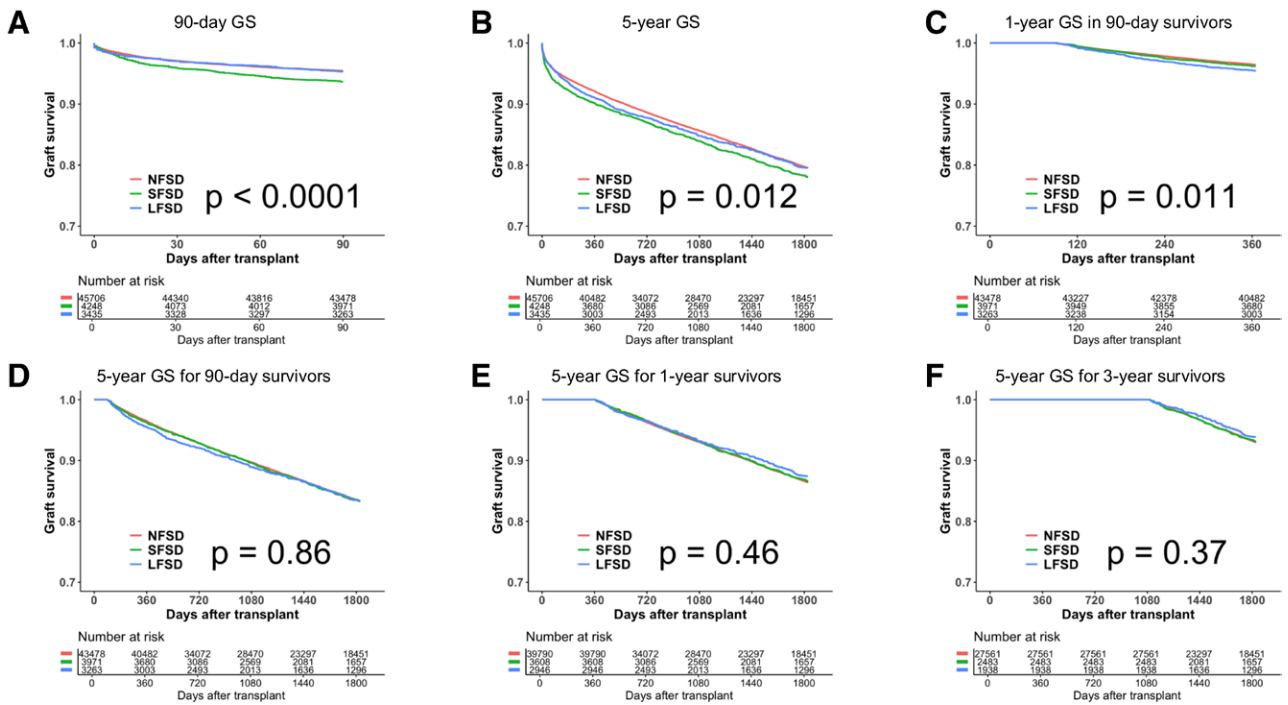 A
90-day GS
Graft survival
1.0
0.9
0.8
0.7
NFSD
SFSD
LFSD
p < 0.0001
0 30 60 90
Days after transplant
Number at risk
45706 44340 43816 43478
4248 4073 4012 3971
3435 3328 3297 3263
0 30 60 90
Days after transplant
B
5-year GS
Graft survival
1.0
0.9
0.8
0.7
NFSD
SFSD
LFSD
p = 0.012
0 360 720 1080 1440 1800
Days after transplant
Number at risk
45706 40482 34072 28470 23297 18451
4248 3680 3086 2569 2081 1657
3435 3003 2493 2013 1636 1296
0 360 720 1080 1440 1800
Days after transplant
C
1-year GS in 90-day survivors
Graft survival
1.0
0.9
0.8
0.7
NFSD
SFSD
LFSD
p = 0.011
0 120 240 360
Days after transplant
Number at risk
43478 43227 42378 40482
3971 3949 3855 3680
3263 3238 3154 3003
0 120 240 360
Days after transplant
D
5-year GS for 90-day survivors
Graft survival
1.0
0.9
0.8
0.7
NFSD
SFSD
LFSD
p = 0.86
0 360 720 1080 1440 1800
Days after transplant
Number at risk
43478 40482 34072 28470 23297 18451
3971 3680 3086 2569 2081 1657
3263 3003 2493 2013 1636 1296
0 360 720 1080 1440 1800
Days after transplant
E
5-year GS for 1-year survivors
Graft survival
1.0
0.9
0.8
0.7
NFSD
SFSD
LFSD
p = 0.46
0 360 720 1080 1440 1800
Days after transplant
Number at risk
39790 39790 34072 28470 23297 18451
3608 3608 3086 2569 2081 1657
2946 2946 2493 2013 1636 1296
0 360 720 1080 1440 1800
Days after transplant
F
5-year GS for 3-year survivors
Graft survival
1.0
0.9
0.8
0.7
NFSD
SFSD
LFSD
p = 0.37
0 360 720 1080 1440 1800
Days after transplant
Number at risk
27561 27561 27561 27561 23297 18451
2483 2483 2483 2483 2081 1657
1938 1938 1938 1938 1636 1296
0 360 720 1080 1440 1800
Days after transplant